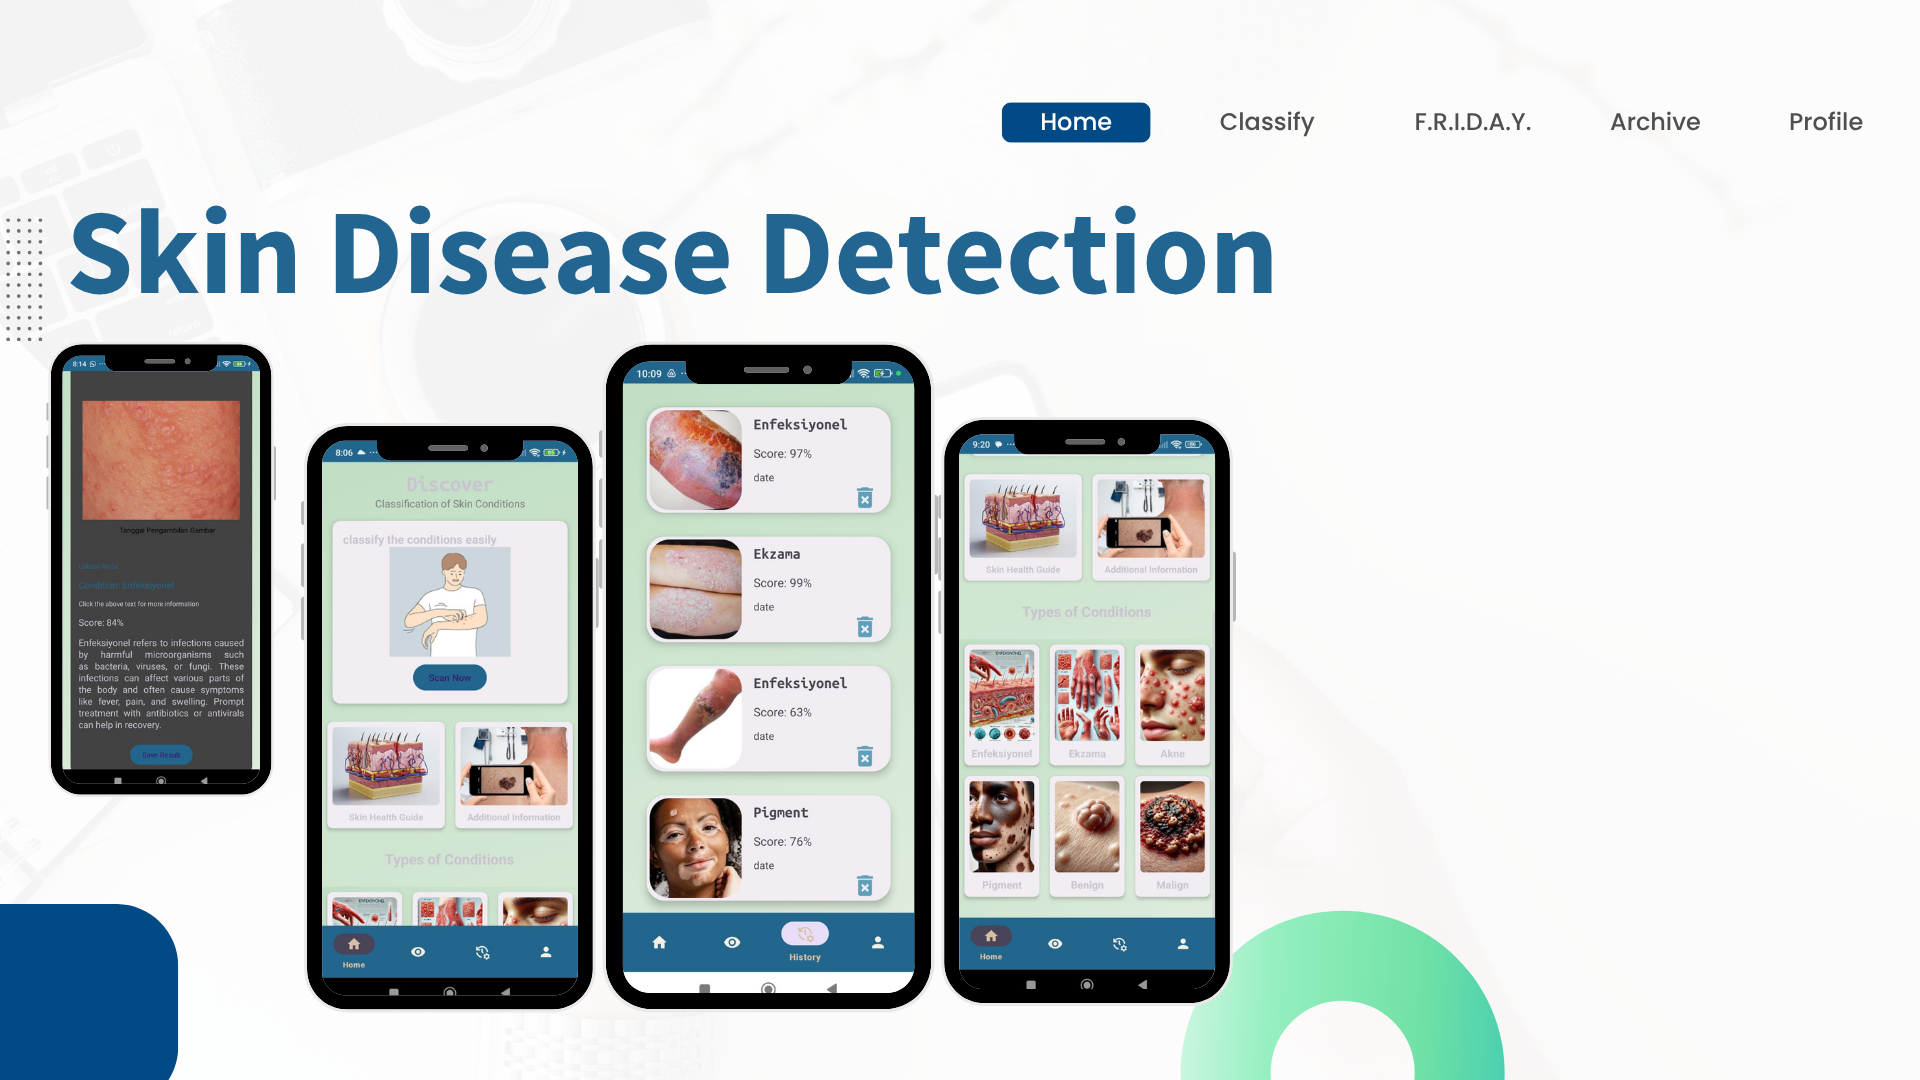 Home
Classify
F.R.I.D.A.Y.
Archive
Profile
Skin Disease Detection
8:14
Tanggal Pengambilan Gambar
Condition: Enfeksiyonel
Click the above text for more information
Score: 84%
Enfeksiyonel refers to infections caused
by harmful microorganisms such
as bacteria, viruses, or fungi. These
infections can affect various parts of
the body and often cause symptoms
like fever, pain, and swelling. Prompt
treatment with antibiotics or antivirals
can help in recovery.
Save Result
8:06
Discover
Classification of Skin Conditions
classify the conditions easily
Scan Now
Skin Health Guide
Additional Information
Types of Conditions
Home
10:09
Enfeksiyonel
Score: 97%
date
Ekzama
Score: 99%
date
Enfeksiyonel
Score: 63%
date
Pigment
Score: 76%
date
History
9:20
Skin Health Guide
Additional Information
Types of Conditions
Enfeksiyonel
Ekzama
Akne
Pigment
Benign
Malign
Home